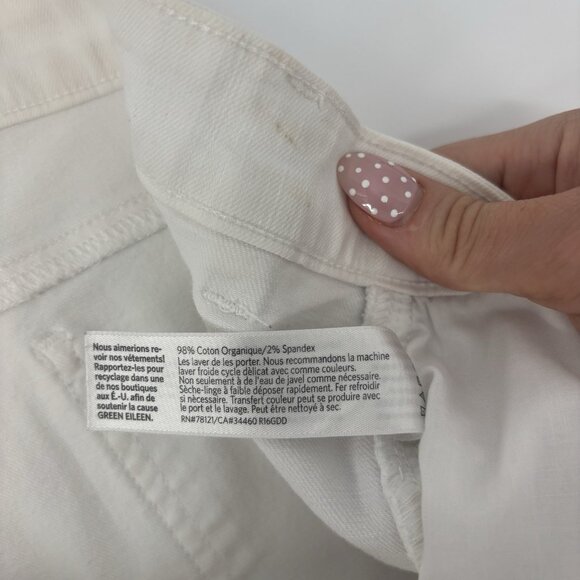 Nous aimerions re-
voir nos vêtements!
Rapportez-les pour
recyclage dans une
de nos boutiques
aux É.-U. afin de
soutenir la cause
GREEN EILEEN.
98% Coton Organique/2% Spandex
Les laver de les porter. Nous recommandons la machine
laver froide cycle délicat avec comme couleurs.
Non seulement à de l'eau de javel comme nécessaire.
Sèche-linge à faible déposer rapidement. Fer refroidir
si nécessaire. Transfert couleur peut se produire avec
le port et le lavage. Peut être nettoyé à sec.
RN#78121/CA#34460 R16GDD